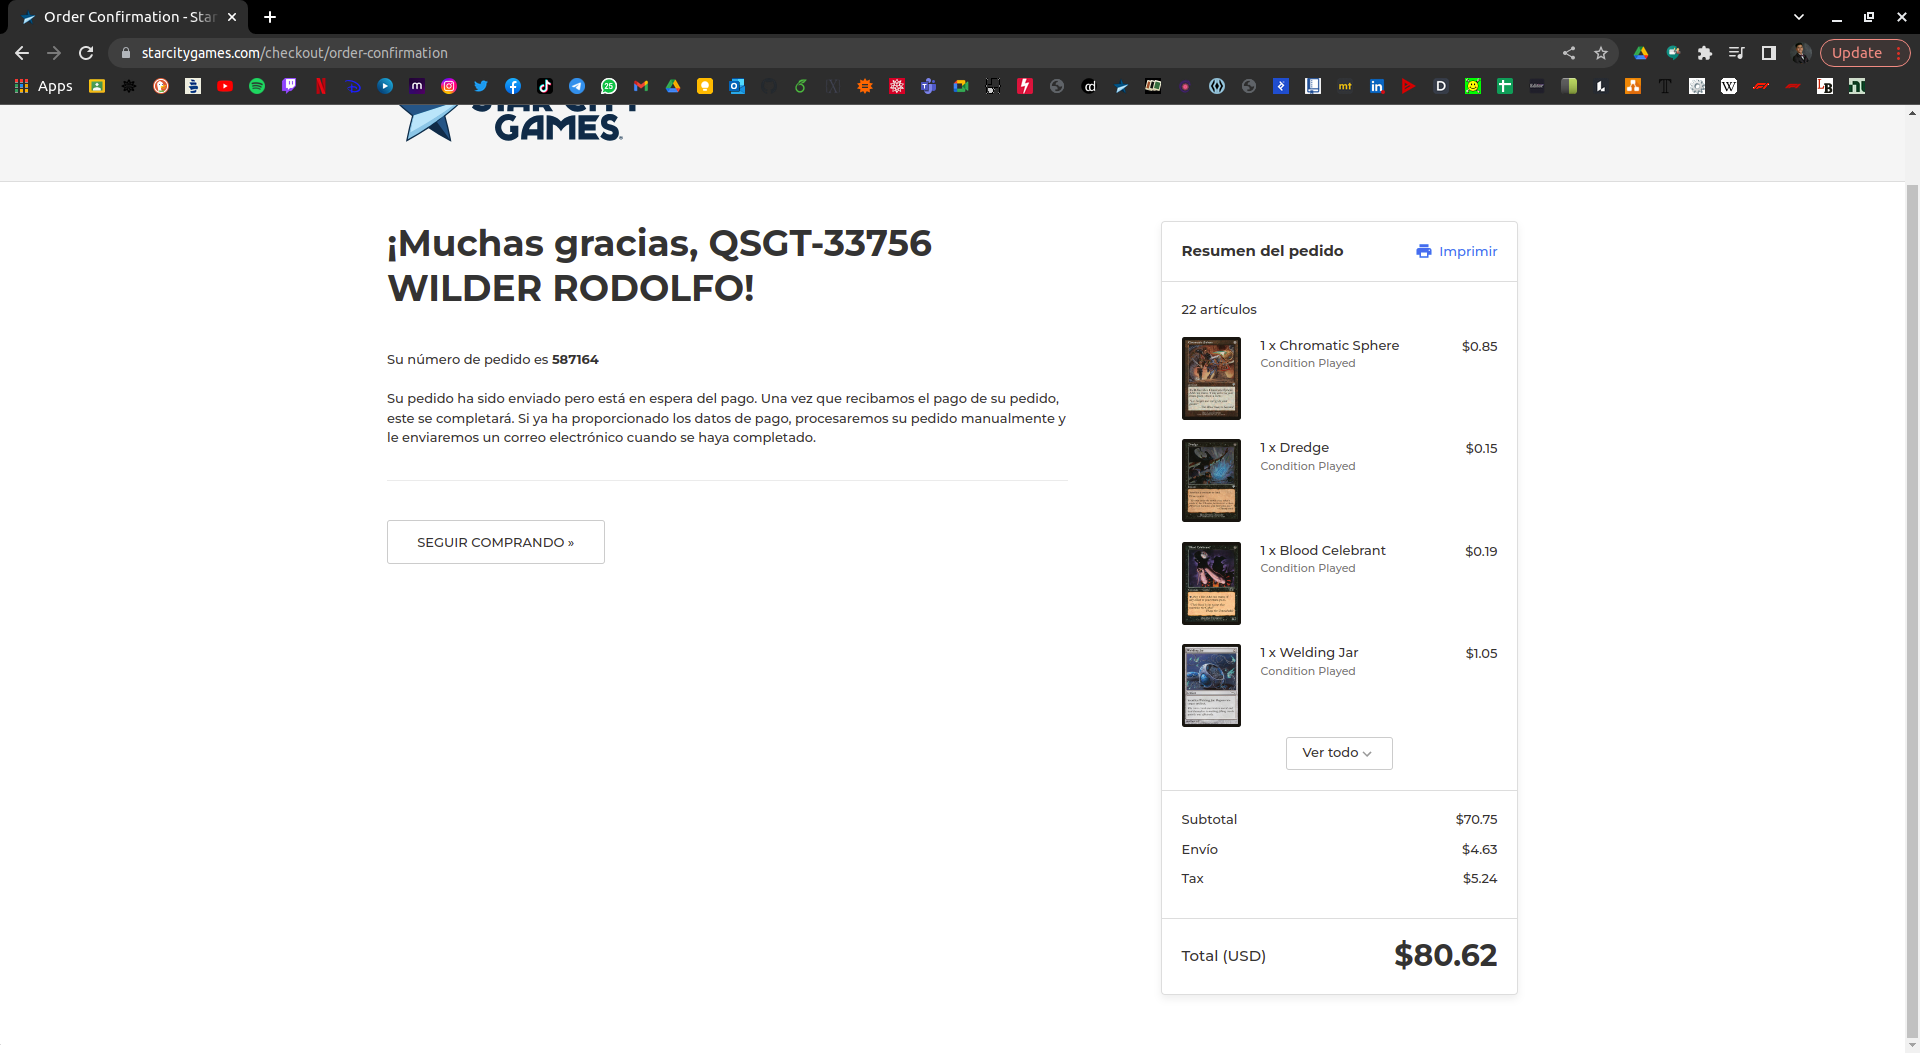 Order Confirmation - Star
starcitygames.com/checkout/order-confirmation
Update
Apps
STAR CITY
GAMES
¡Muchas gracias, QSGT-33756
WILDER RODOLFO!
Su número de pedido es 587164
Su pedido ha sido enviado pero está en espera del pago. Una vez que recibamos el pago de su pedido,
este se completará. Si ya ha proporcionado los datos de pago, procesaremos su pedido manualmente y
le enviaremos un correo electrónico cuando se haya completado.
SEGUIR COMPRANDO »
Resumen del pedido
Imprimir
22 artículos
1 x Chromatic Sphere $0.85
Condition Played
1 x Dredge $0.15
Condition Played
1 x Blood Celebrant $0.19
Condition Played
1 x Welding Jar $1.05
Condition Played
Ver todo
Subtotal $70.75
Envío $4.63
Tax $5.24
Total (USD) $80.62